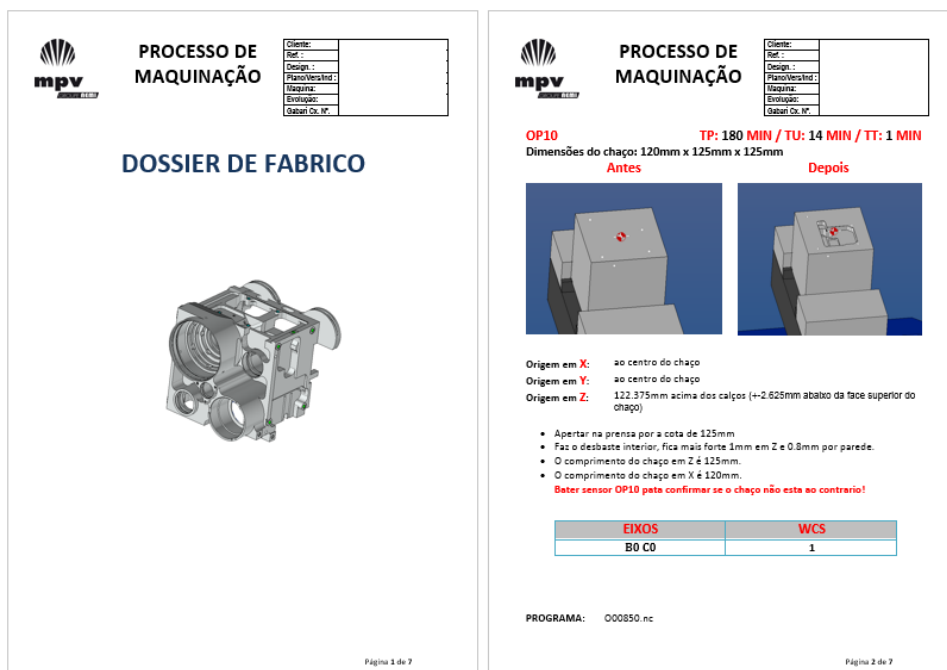 mpv
GROUPE NEMI
PROCESSO DE
MAQUINAÇÃO
Cliente:
Ref. :
Design. :
Plano/Vers/Ind :
Maquina:
Evolução:
Gabari Cx. Nº.
DOSSIER DE FABRICO
Página 1 de 7
mpv
PROCESSO DE
MAQUINAÇÃO
Cliente:
Ref. :
Design. :
Plano/Vers/Ind :
Maquina:
Evolução:
Gabari Cx. Nº.
OP10 TP: 180 MIN / TU: 14 MIN / TT: 1 MIN
Dimensões do chaço: 120mm x 125mm x 125mm
Antes Depois
Origem em X: ao centro do chaço
Origem em Y: ao centro do chaço
Origem em Z: 122.375mm acima dos calços (+-2.625mm abaixo da face superior do
chaço)
• Apertar na prensa por a cota de 125mm
• Faz o desbaste interior, fica mais forte 1mm em Z e 0.8mm por parede.
• O comprimento do chaço em Z é 125mm.
• O comprimento do chaço em X é 120mm.
Bater sensor OP10 pata confirmar se o chaço não esta ao contrario!
EIXOS WCS
B0 C0 1
PROGRAMA: O00850.nc
Página 2 de 7